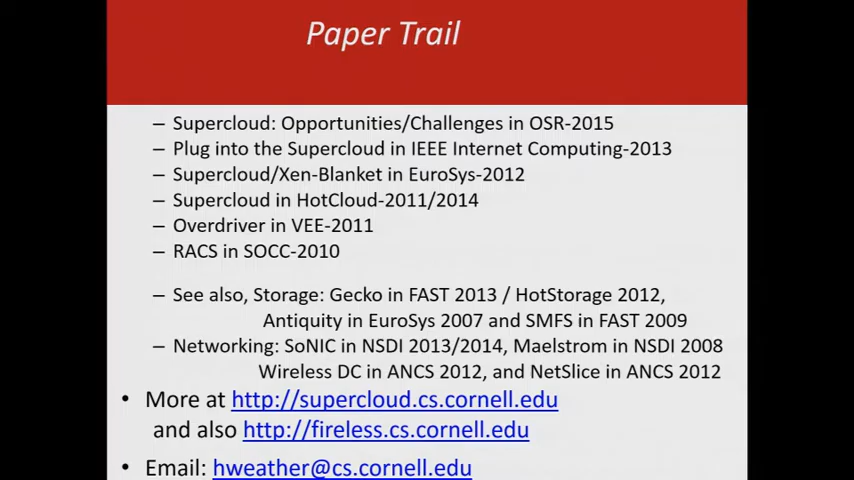 Paper Trail
– Supercloud: Opportunities/Challenges in OSR-2015
– Plug into the Supercloud in IEEE Internet Computing-2013
– Supercloud/Xen-Blanket in EuroSys-2012
– Supercloud in HotCloud-2011/2014
– Overdriver in VEE-2011
– RACS in SOCC-2010
– See also, Storage: Gecko in FAST 2013 / HotStorage 2012,
Antiquity in EuroSys 2007 and SMFS in FAST 2009
– Networking: SoNIC in NSDI 2013/2014, Maelstrom in NSDI 2008
Wireless DC in ANCS 2012, and NetSlice in ANCS 2012
• More at http://supercloud.cs.cornell.edu
and also http://fireless.cs.cornell.edu
• Email: hweather@cs.cornell.edu